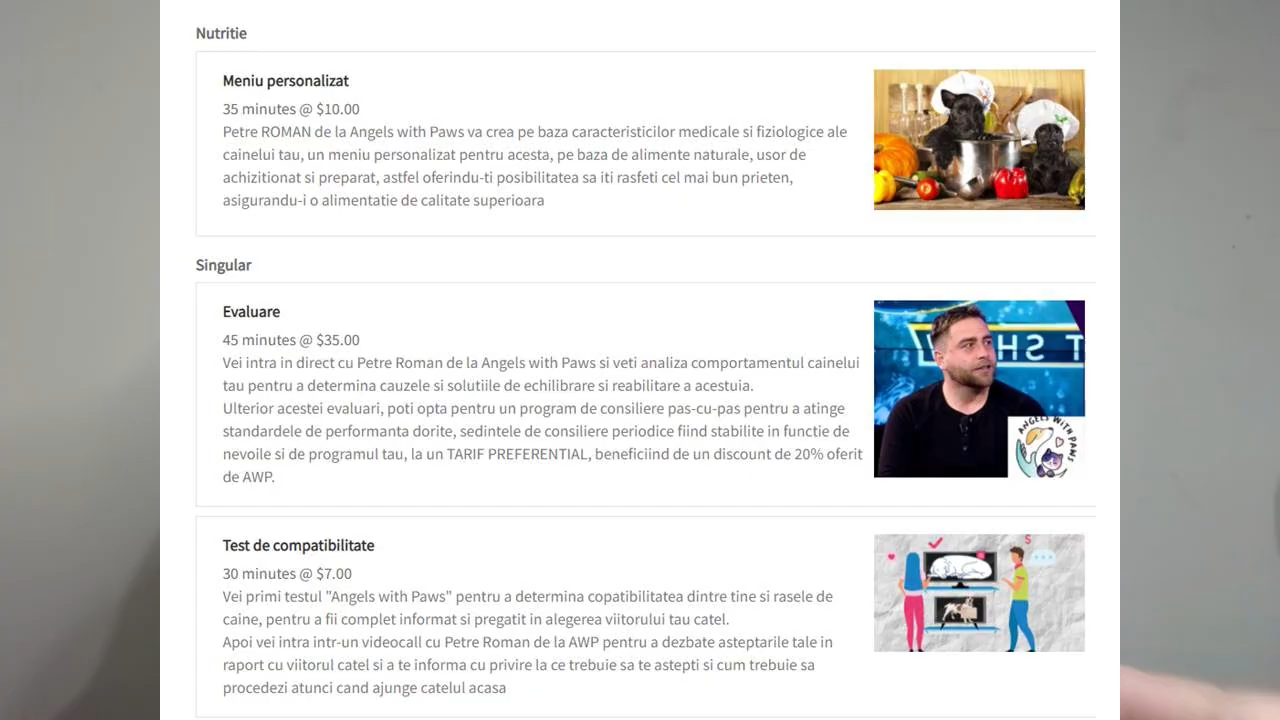 Nutritie
Meniu personalizat
35 minutes @ $10.00
Petre ROMAN de la Angels with Paws va crea pe baza caracteristicilor medicale si fiziologice ale
cainelui tau, un meniu personalizat pentru acesta, pe baza de alimente naturale, usor de
achizitionat si preparat, astfel oferindu-ti posibilitatea sa iti rasfeti cel mai bun prieten,
asigurandu-i o alimentatie de calitate superioara
Singular
Evaluare
45 minutes @ $35.00
Vei intra in direct cu Petre Roman de la Angels with Paws si veti analiza comportamentul cainelui
tau pentru a determina cauzele si solutiile de echilibrare si reabilitare a acestuia.
Ulterior acestei evaluari, poti opta pentru un program de consiliere pas-cu-pas pentru a atinge
standardele de performanta dorite, sedintele de consiliere periodice fiind stabilite in functie de
nevoile si de programul tau, la un TARIF PREFERENTIAL, beneficiind de un discount de 20% oferit
de AWP.
T SH
ANGELS WITH PAWS
Test de compatibilitate
30 minutes @ $7.00
Vei primi testul "Angels with Paws" pentru a determina copatibilitatea dintre tine si rasele de
caine, pentru a fii complet informat si pregatit in alegerea viitorului tau catel.
Apoi vei intra intr-un videocall cu Petre Roman de la AWP pentru a dezbate asteptarile tale in
raport cu viitorul catel si a te informa cu privire la ce trebuie sa te astepti si cum trebuie sa
procedezi atunci cand ajunge catelul acasa
$